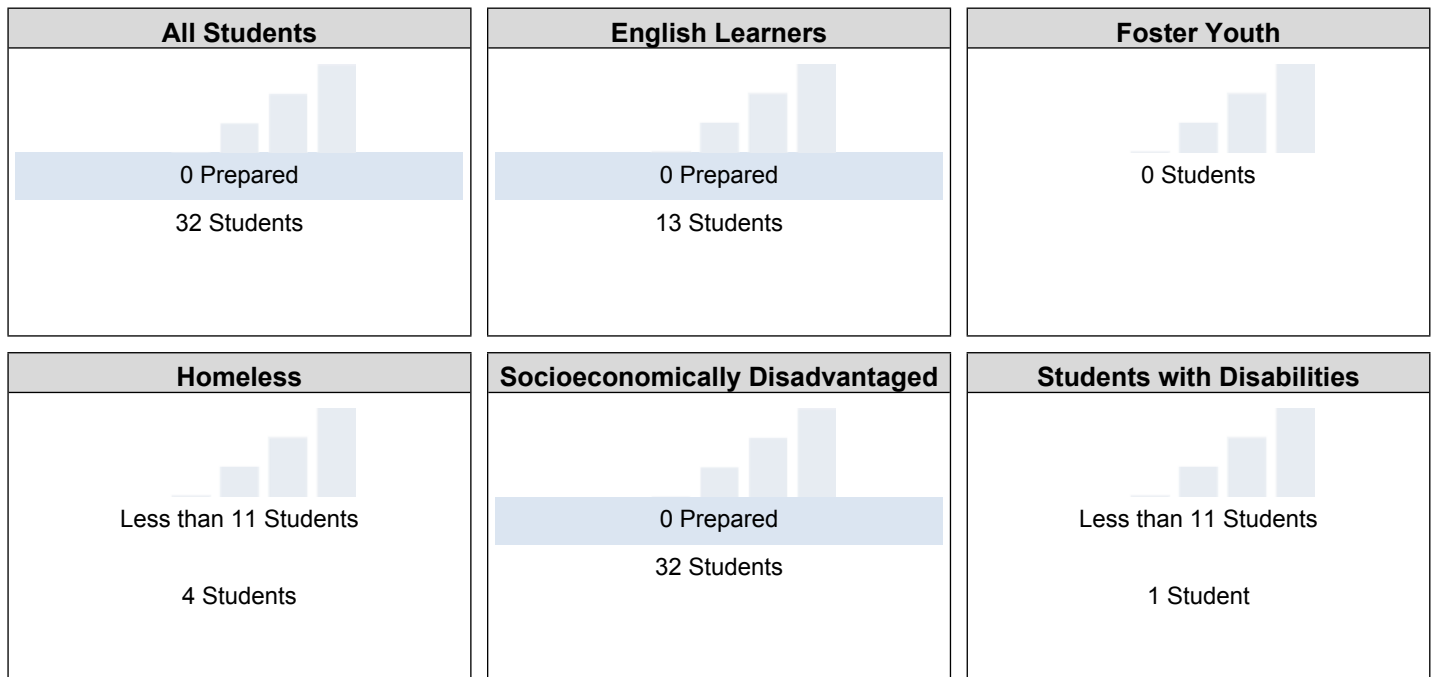 All Students
0 Prepared
32 Students
English Learners
0 Prepared
13 Students
Foster Youth
0 Students
Homeless
Less than 11 Students
4 Students
Socioeconomically Disadvantaged
0 Prepared
32 Students
Students with Disabilities
Less than 11 Students
1 Student